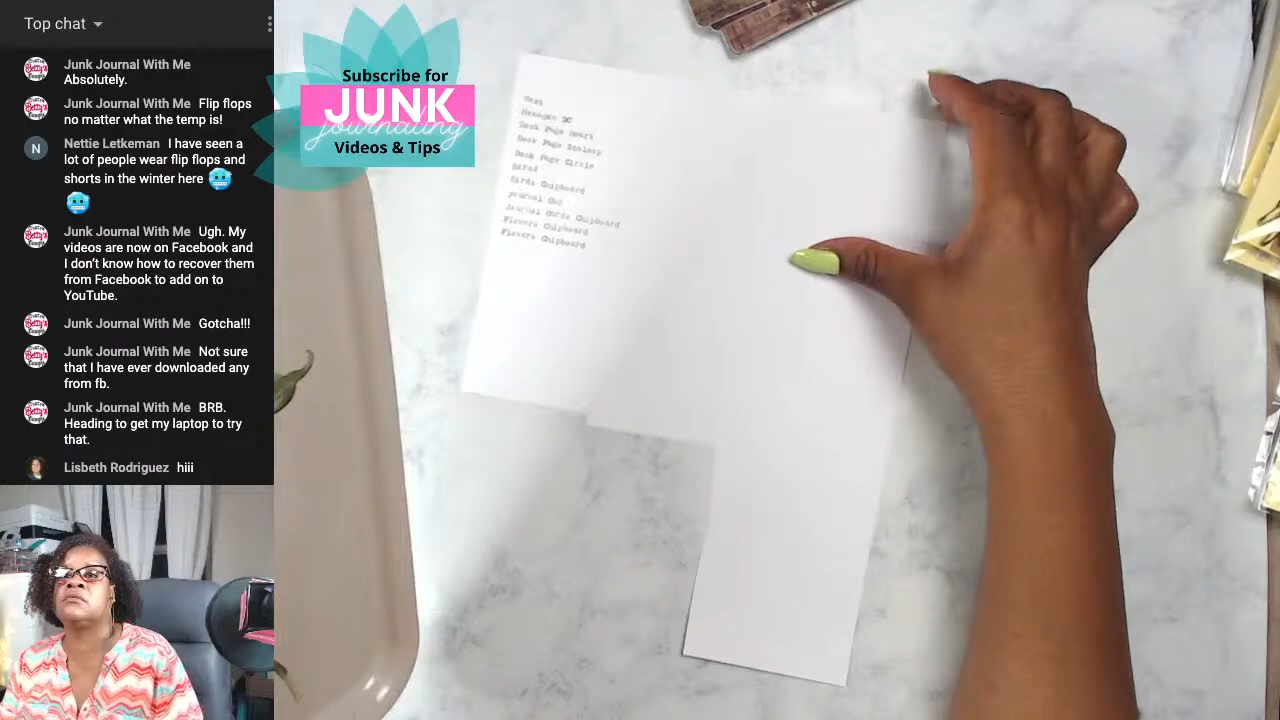 Top chat
Junk Journal With Me
Absolutely.
Junk Journal With Me Flip flops
no matter what the temp is!
N
Nettie Letkeman I have seen a
lot of people wear flip flops and
shorts in the winter here
Junk Journal With Me Ugh. My
videos are now on Facebook and
I don't know how to recover them
from Facebook to add on to
YouTube.
Junk Journal With Me Gotcha!!!
Junk Journal With Me Not sure
that I have ever downloaded any
from fb.
Junk Journal With Me BRB.
Heading to get my laptop to try
that.
Lisbeth Rodriguez hiii
Subscribe for
JUNK
journaling
Videos & Tips
Hexagon
Book Page Heart
Book Page
Book Page Circle
Birds Chipboard
Journal Cards Chipboard
Flowers Chipboard
Flowers Chipboard